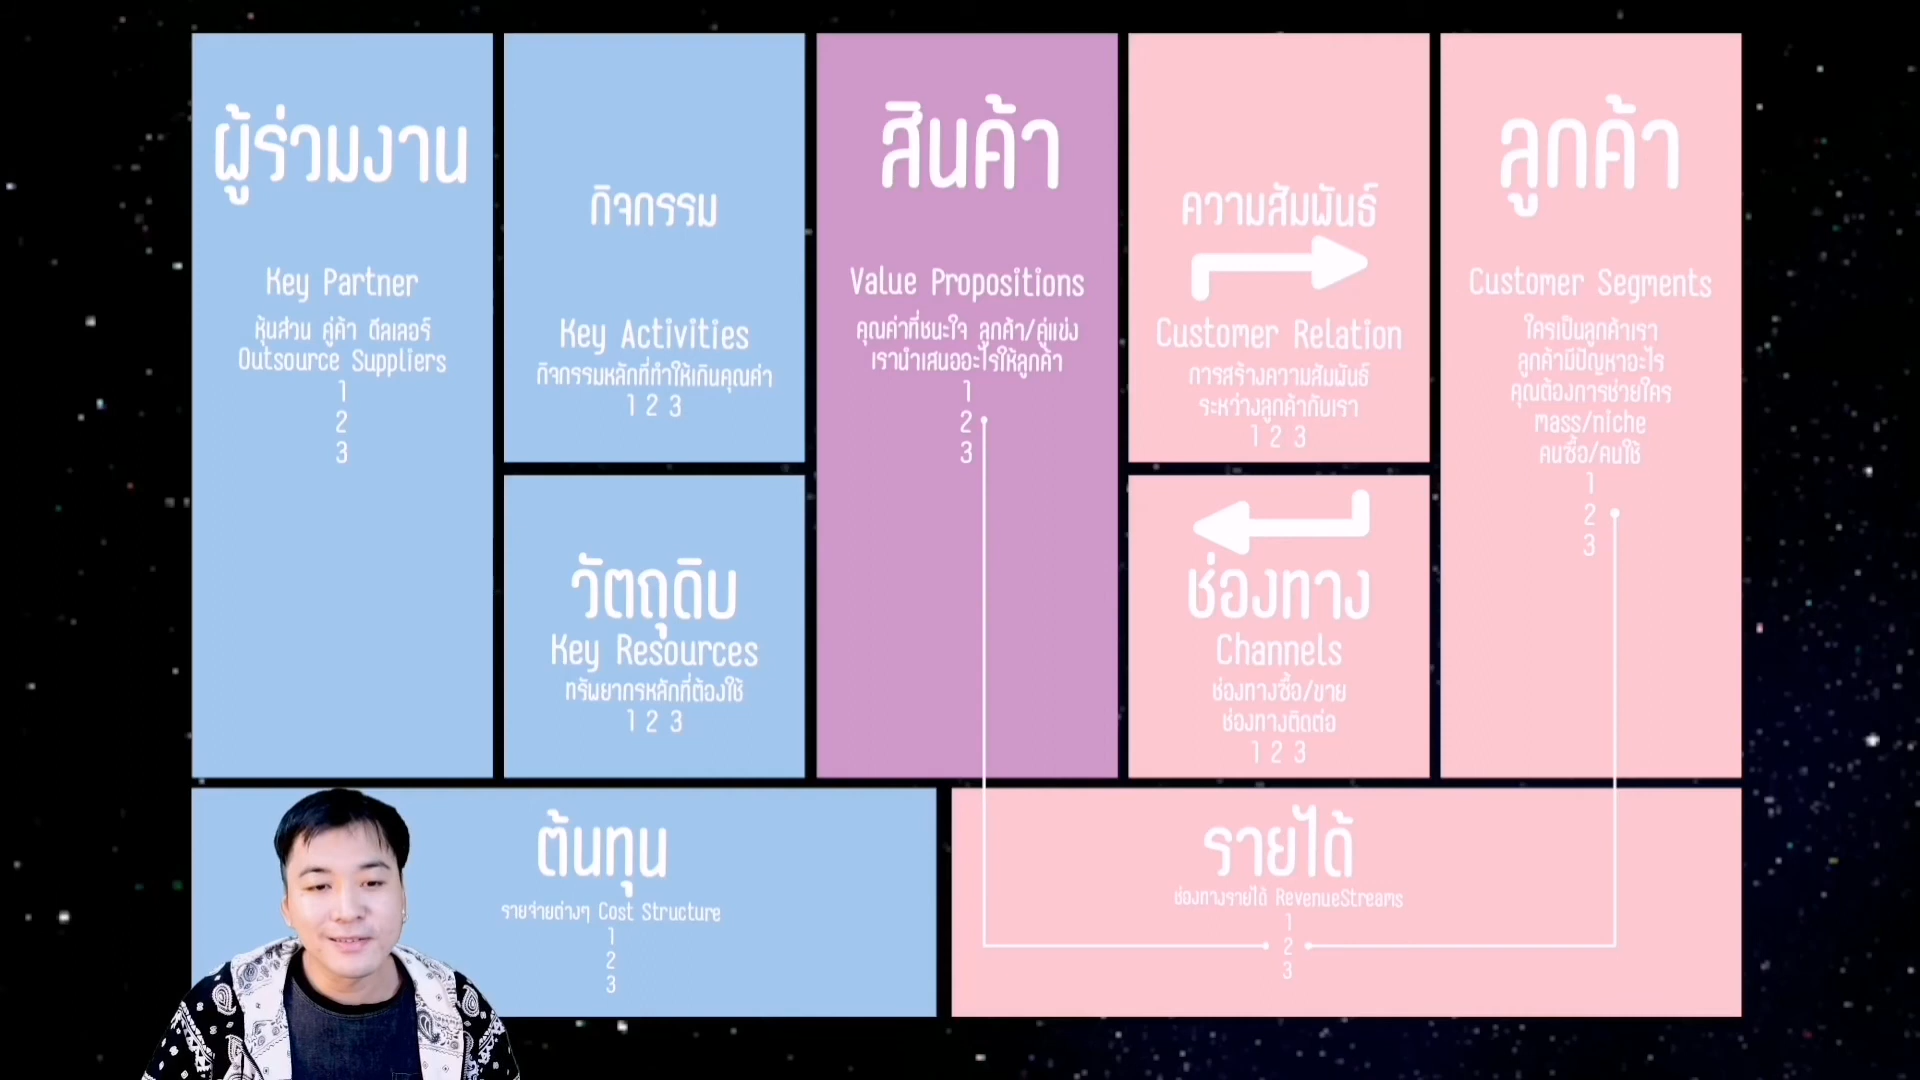 ผู้ร่วมงาน
Key Partner
หุ้นส่วน คู่ค้า ดีลเลอร์
Outsource Suppliers
1
2
3
กิจกรรม
Key Activities
กิจกรรมหลักที่ทำให้เกินคุณค่า
1 2 3
วัตถุดิบ
Key Resources
ทรัพยากรหลักที่ต้องใช้
1 2 3
สินค้า
Value Propositions
คุณค่าที่ชนะใจ ลูกค้า/คู่แข่ง
เรานำเสนออะไรให้ลูกค้า
1
2
3
ความสัมพันธ์
Customer Relation
การสร้างความสัมพันธ์
ระหว่างลูกค้ากับเรา
1 2 3
ช่องทาง
Channels
ช่องทางซื้อ/ขาย
ช่องทางติดต่อ
1 2 3
ลูกค้า
Customer Segments
ใครเป็นลูกค้าเรา
ลูกค้ามีปัญหาอะไร
คุณต้องการช่วยใคร
mass/niche
คนซื้อ/คนใช้
1
2
3
ต้นทุน
รายจ่ายต่างๆ Cost Structure
1
2
3
รายได้
ช่องทางรายได้ RevenueStreams
1
2
3